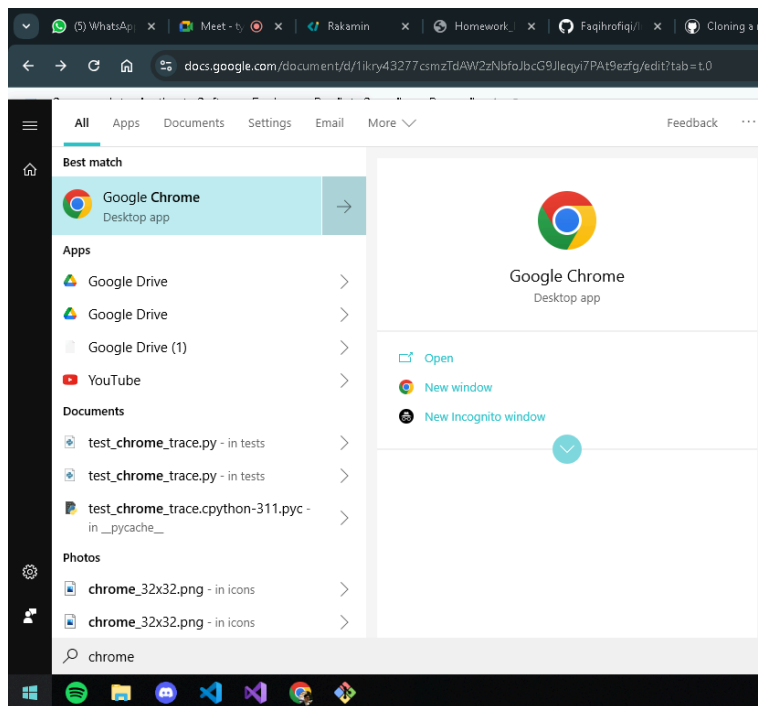 (5) WhatsAp
Meet - ty
Rakamin
Homework_
Faqihrofiqi/l
Cloning a r
docs.google.com/document/d/1ikry43277csmzTdAW2zNbfoJbcG9Jleqyi7PAt9ezfg/edit?tab=t.0
All Apps Documents Settings Email More Feedback ...
Best match
Google Chrome
Desktop app
Apps
Google Drive
Google Drive
Google Drive (1)
YouTube
Documents
test_chrome_trace.py - in tests
test_chrome_trace.py - in tests
test_chrome_trace.cpython-311.pyc -
in __pycache__
Photos
chrome_32x32.png - in icons
chrome_32x32.png - in icons
chrome
Google Chrome
Desktop app
Open
New window
New Incognito window